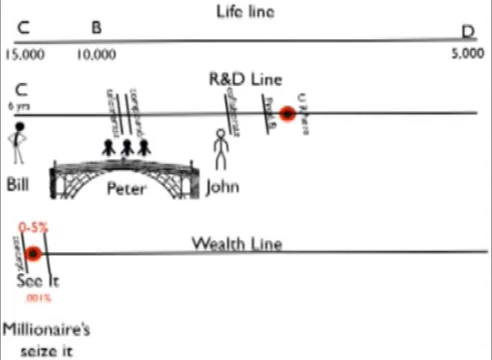 Life line
C B D
15,000 10,000 5,000
R&D Line
C
6 yrs
Bill Peter John
0-5%
Wealth Line
See It
.001%
Millionaire's
seize it